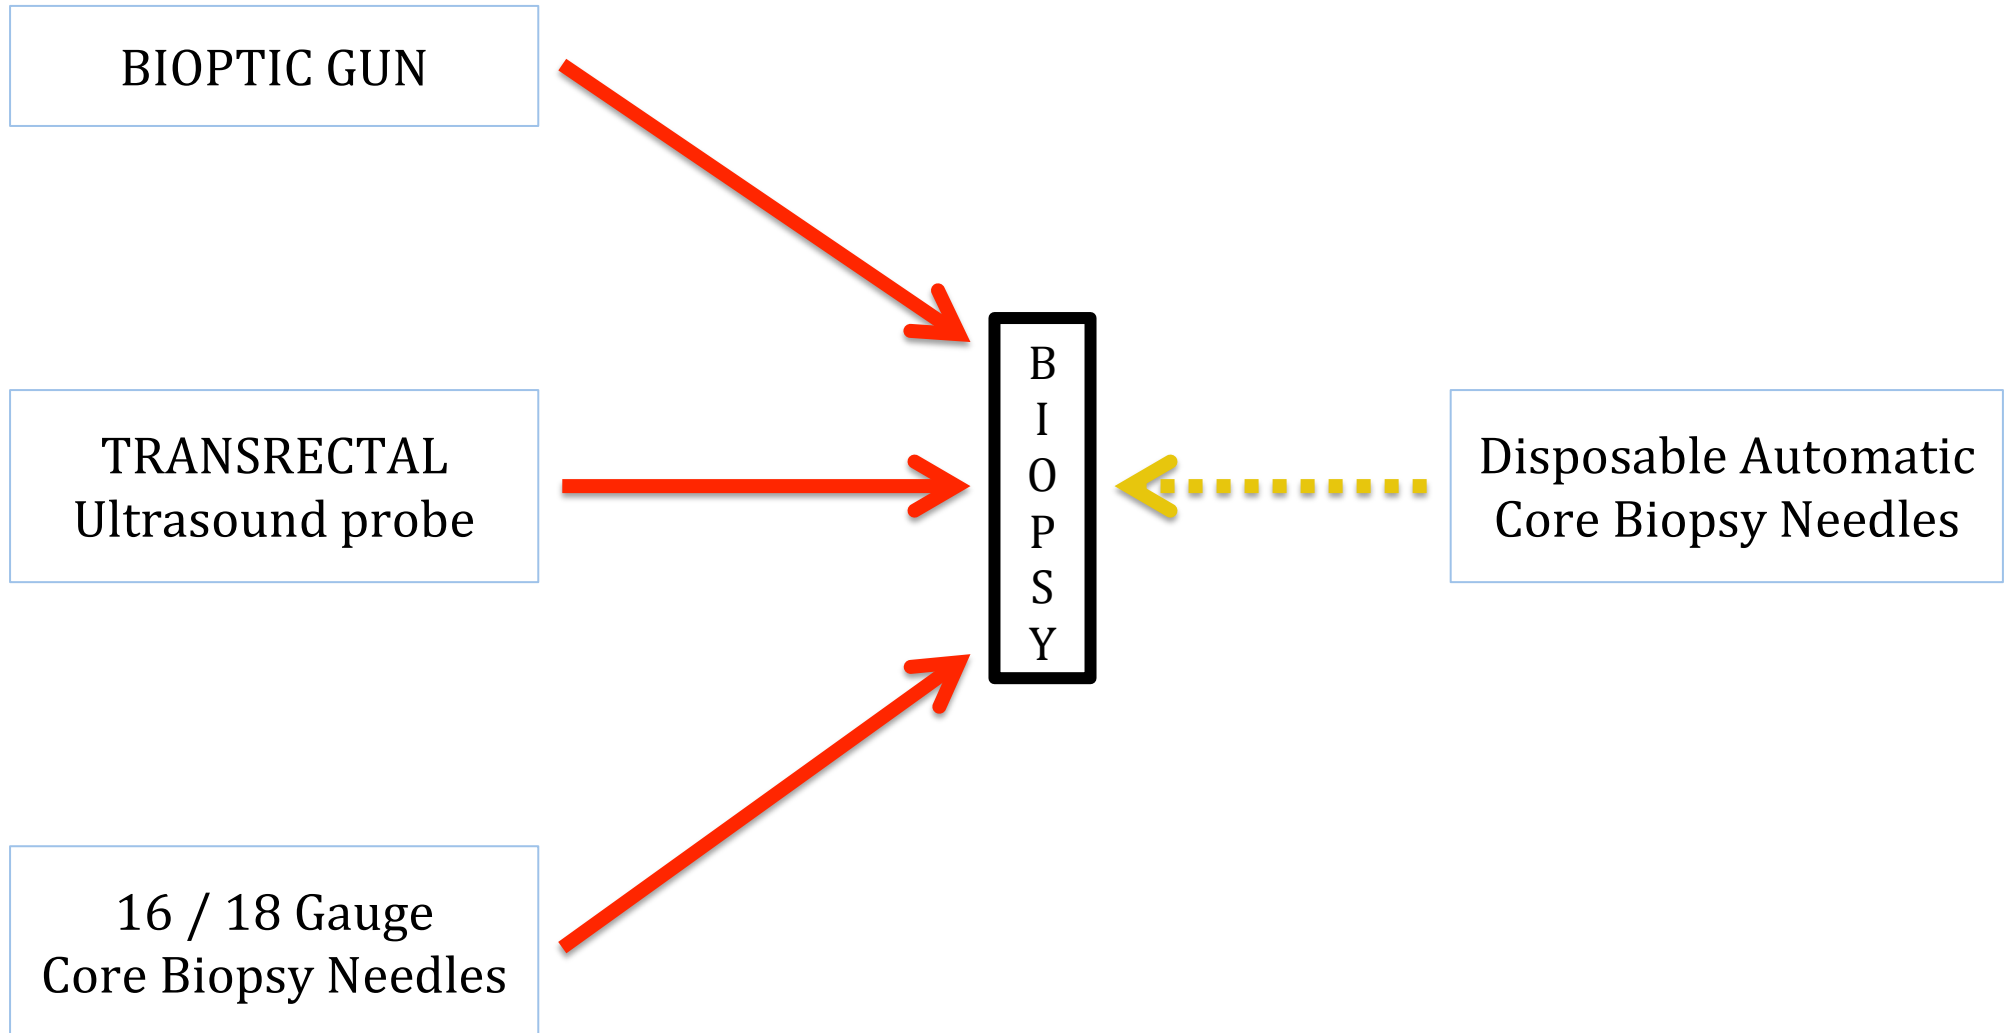 BIOPTIC GUN
TRANSRECTAL
Ultrasound probe
16 / 18 Gauge
Core Biopsy Needles
B
I
O
P
S
Y
Disposable Automatic
Core Biopsy Needles